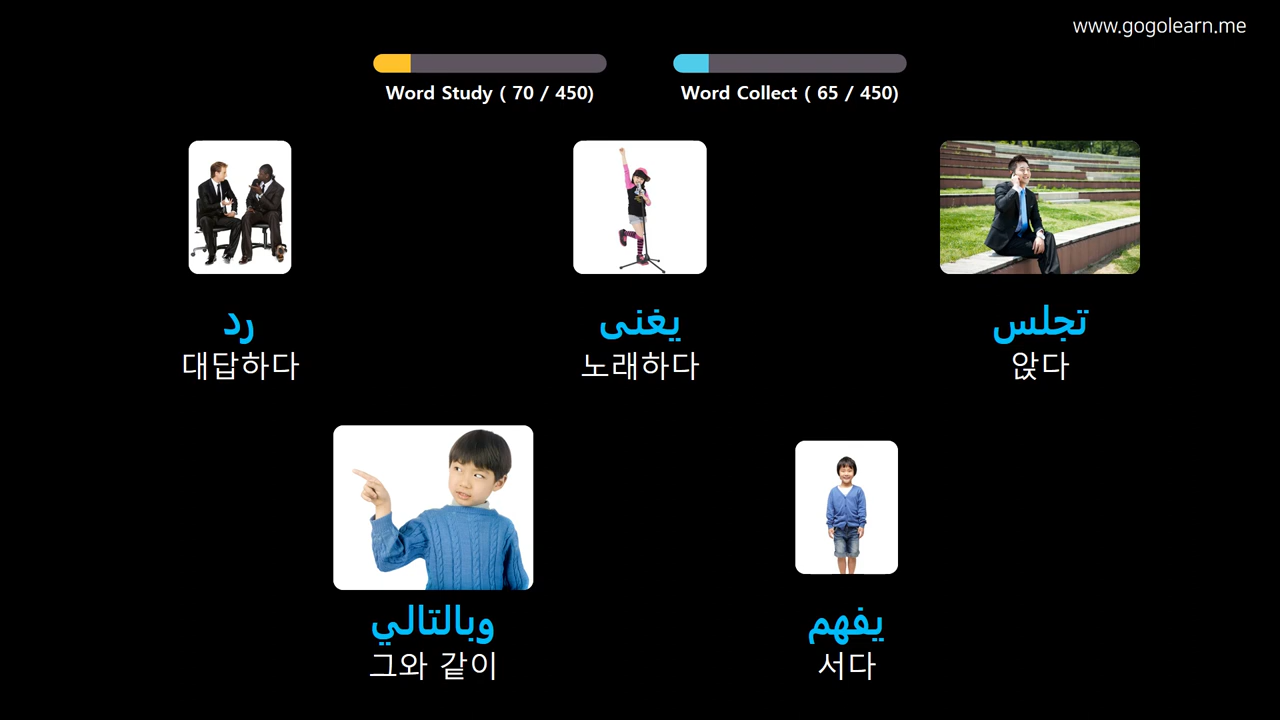 www.gogolearn.me
Word Study ( 70 / 450)
Word Collect ( 65 / 450)
رد
대답하다
يغنى
노래하다
تجلس
앉다
وبالتالي
그와 같이
يفهم
서다